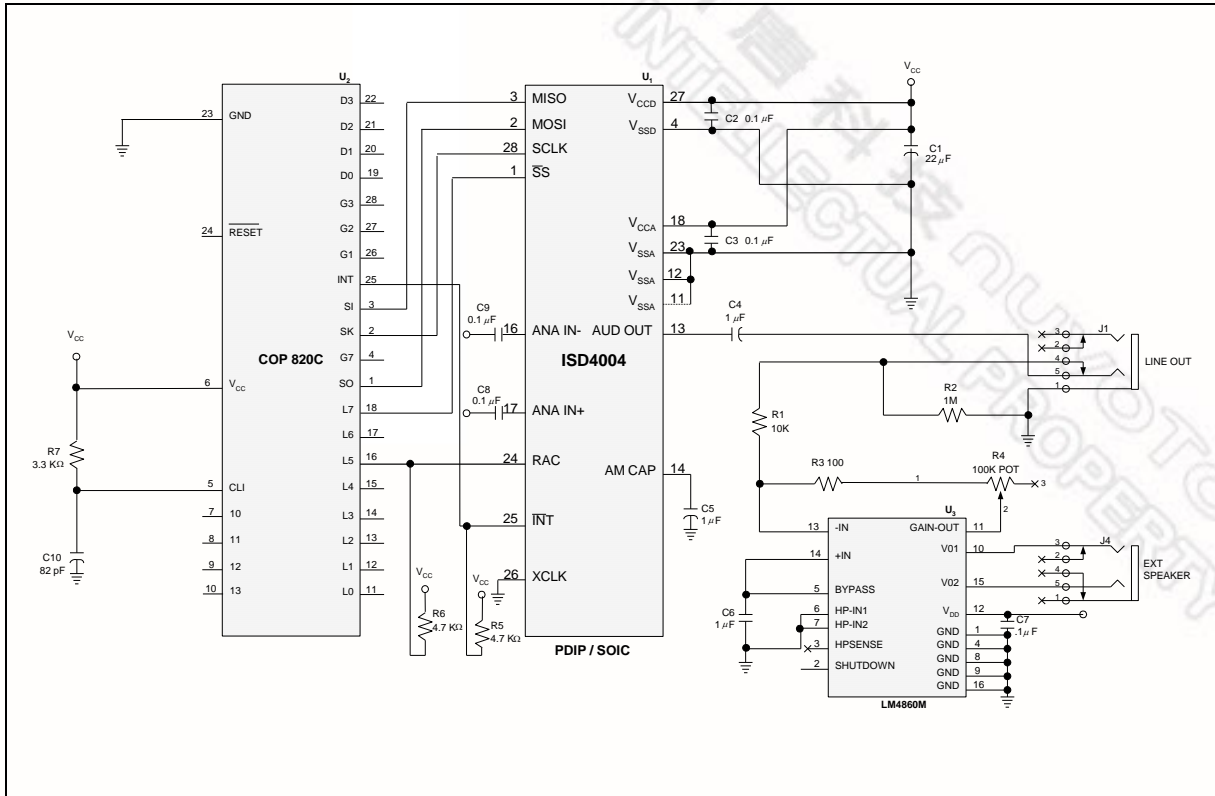 U2
COP 820C
23 GND
24 RESET
VCC
6 VCC
R7
3.3 KΩ
5 CLI
7 10
8 11
9 12
10 13
C10
82 pF
D3 22
D2 21
D1 20
D0 19
G3 28
G2 27
G1 26
INT 25
SI 3
SK 2
G7 4
SO 1
L7 18
L6 17
L5 16
L4 15
L3 14
L2 13
L1 12
L0 11
VCC
R6
4.7 KΩ
VCC
R5
4.7 KΩ
U1
ISD4004
PDIP / SOIC
3 MISO
2 MOSI
28 SCLK
1 SS
C9
0.1 µF
16 ANA IN-
C8
0.1 µF
17 ANA IN+
24 RAC
25 INT
26 XCLK
VCCD 27
VSSD 4
VCCA 18
VSSA 23
VSSA 12
VSSA 11
AUD OUT 13
AM CAP 14
C2 0.1 µF
C3 0.1 µF
VCC
C1
22 µF
C4
1 µF
C5
1 µF
3
2
4
5
1
J1
LINE OUT
R2
1M
R1
10K
R3 100
1
R4
100K POT
3
2
U3
LM4860M
13 -IN
14 +IN
5 BYPASS
6 HP-IN1
7 HP-IN2
3 HPSENSE
2 SHUTDOWN
C6
1 µF
GAIN-OUT 11
V01 10
V02 15
VDD 12
GND 1
GND 4
GND 8
GND 9
GND 16
C7
.1 µF
3
2
4
5
1
J4
EXT
SPEAKER
唐科技 nuvoTo
INTELLECTUAL PROPERTY